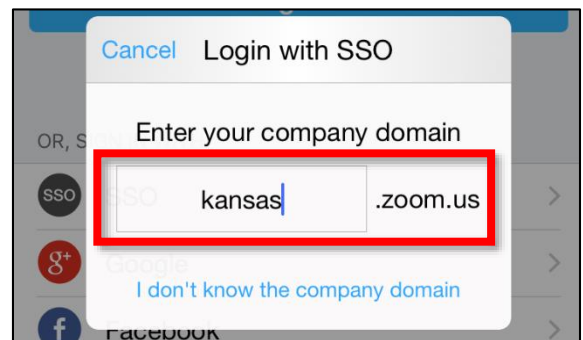 Cancel Login with SSO
Enter your company domain
OR, S
kansas .zoom.us
SSO SSO
g+ Google
I don't know the company domain
f Facebook